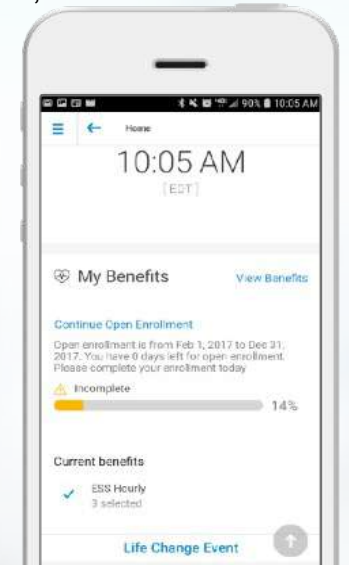 90% 10:05 AM
Home
10:05 AM
[EST]
My Benefits
View Benefits
Continue Open Enrollment
Open enrollment is from Feb 1, 2017 to Dec 31,
2017. You have 0 days left for open enrollment.
Please complete your enrollment today
Incomplete
14%
Current benefits
ESS Hourly
3 selected
Life Change Event